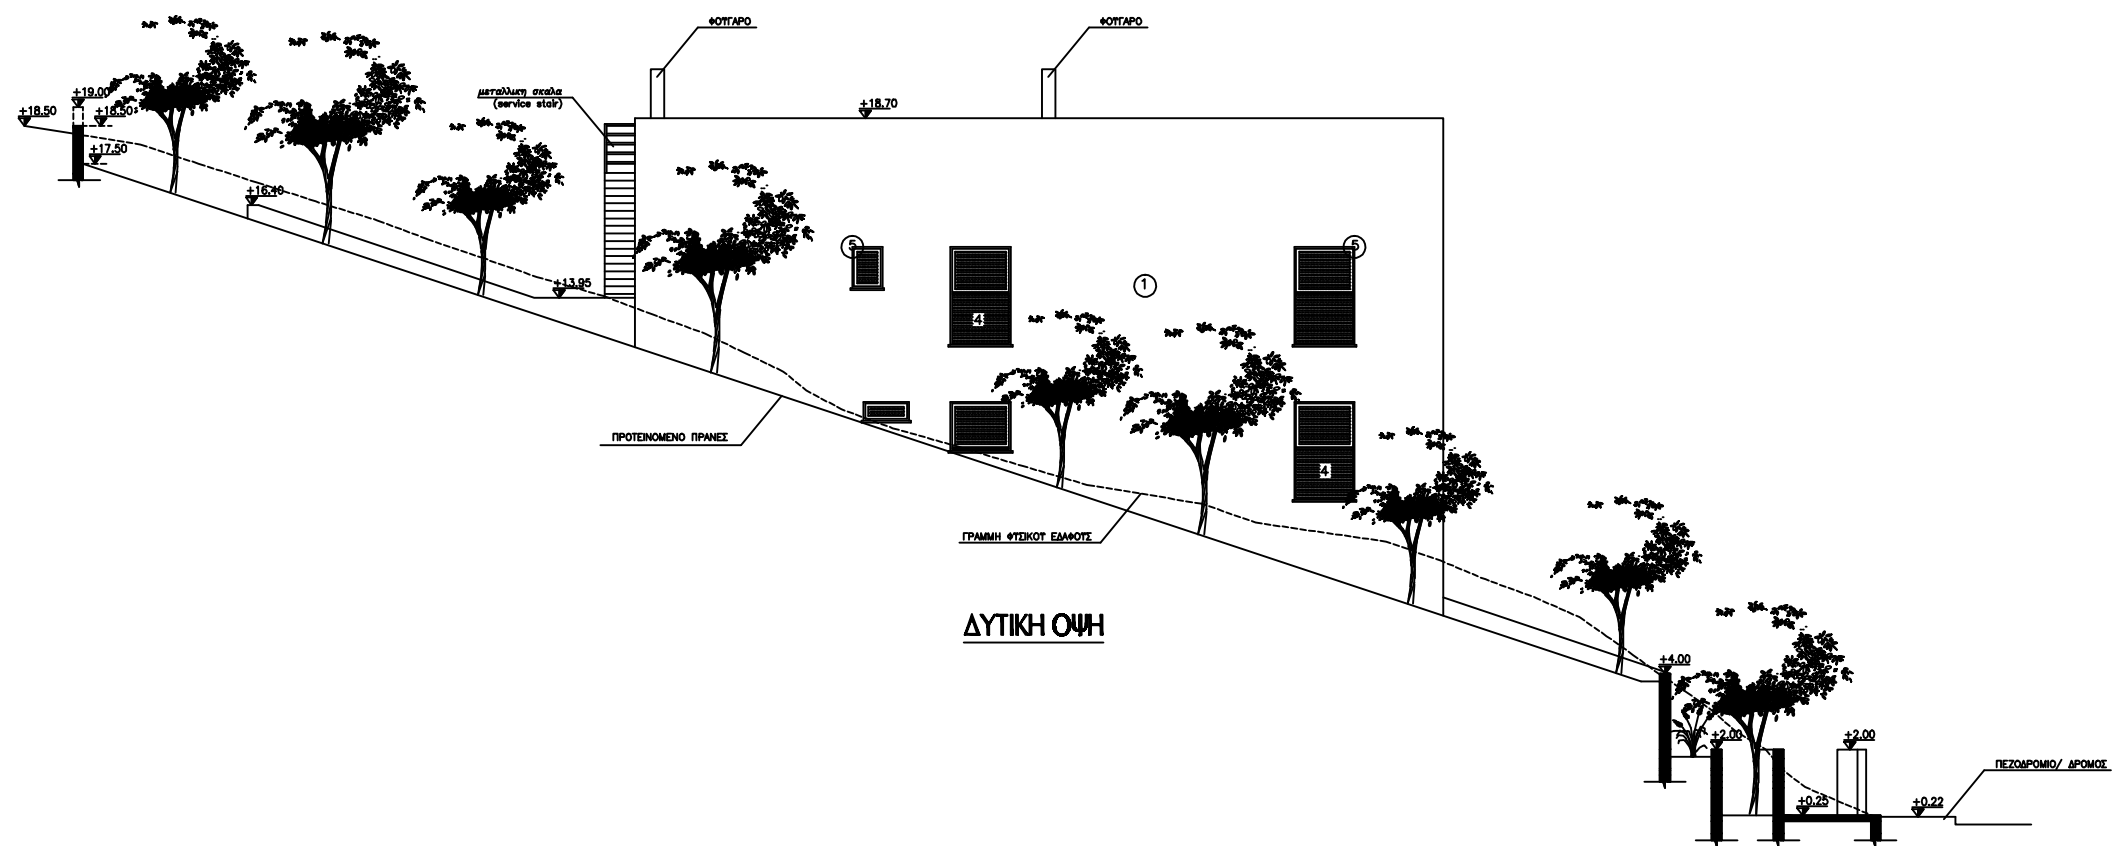 ΦΟΥΓΑΡΟ
ΦΟΥΓΑΡΟ
+19.00
+18.50
+18.50
μεταλλικη σκαλα
(service stair)
+18.70
+17.50
+16.40
+13.95
5
5
1
4
4
ΠΡΟΤΕΙΝΟΜΕΝΟ ΠΡΑΝΕΣ
ΓΡΑΜΜΗ ΦΥΣΙΚΟΥ ΕΔΑΦΟΥΣ
ΔΥΤΙΚΗ ΟΨΗ
+4.00
+2.00
+2.00
ΠΕΖΟΔΡΟΜΙΟ/ ΔΡΟΜΟΣ
+0.25
+0.22